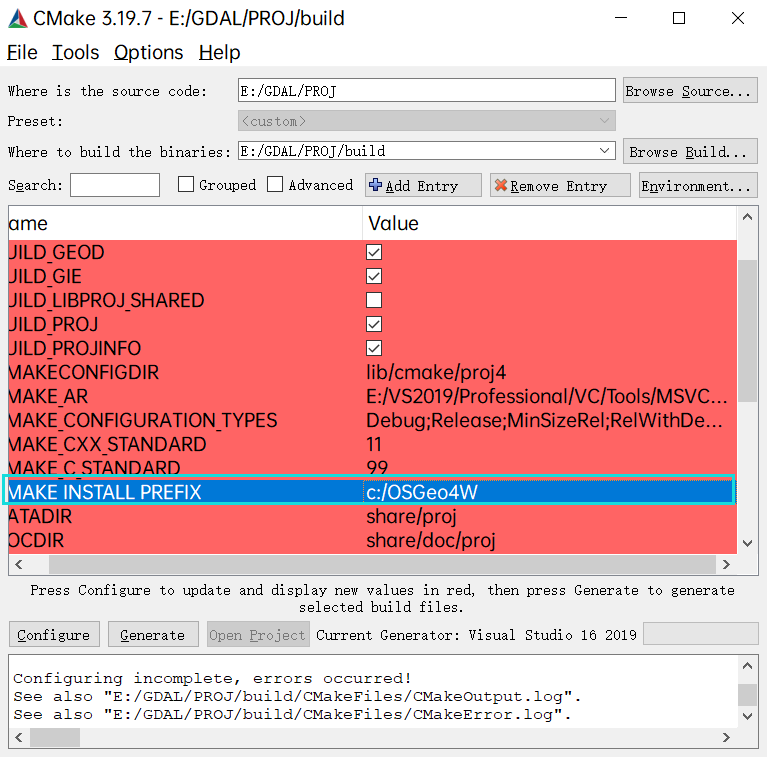 CMake 3.19.7 - E:/GDAL/PROJ/build
File Tools Options Help
Where is the source code: E:/GDAL/PROJ Browse Source...
Preset: <custom>
Where to build the binaries: E:/GDAL/PROJ/build Browse Build...
Search: Grouped Advanced Add Entry Remove Entry Environment...
ame Value
UILD_GEOD
UILD_GIE
UILD_LIBPROJ_SHARED
UILD_PROJ
UILD_PROJINFO
MAKECONFIGDIR lib/cmake/proj4
MAKE_AR E:/VS2019/Professional/VC/Tools/MSVC...
MAKE_CONFIGURATION_TYPES Debug;Release;MinSizeRel;RelWithDe...
MAKE_CXX_STANDARD 11
MAKE_C_STANDARD 99
MAKE_INSTALL_PREFIX c:/OSGeo4W
ATADIR share/proj
OCDIR share/doc/proj
Press Configure to update and display new values in red, then press Generate to generate
selected build files.
Configure Generate Open Project Current Generator: Visual Studio 16 2019
Configuring incomplete, errors occurred!
See also "E:/GDAL/PROJ/build/CMakeFiles/CMakeOutput.log".
See also "E:/GDAL/PROJ/build/CMakeFiles/CMakeError.log".